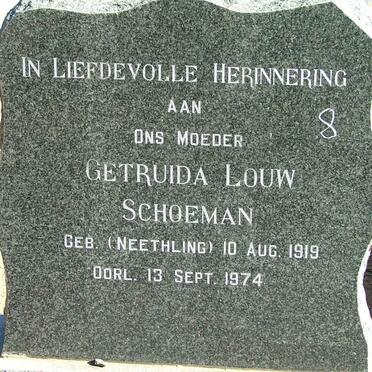 In Liefdevolle Herinnering
aan
8
Ons Moeder
Getruida Louw
Schoeman
Geb. (Neethling) 10 Aug. 1919
Oorl. 13 Sept. 1974